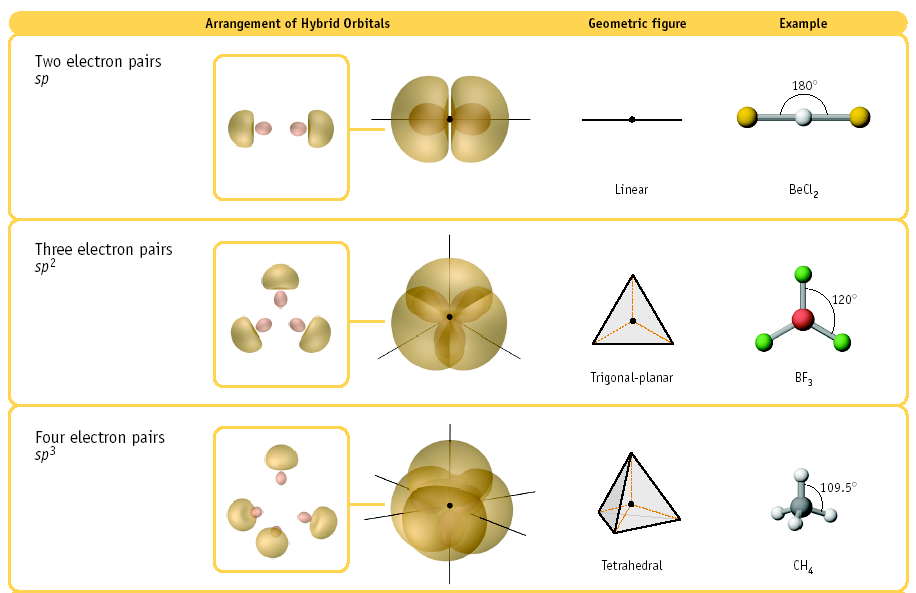 Arrangement of Hybrid Orbitals
Geometric figure
Example
Two electron pairs
sp
180°
Linear
BeCl₂
Three electron pairs
sp²
120°
Trigonal-planar
BF₃
Four electron pairs
sp³
109.5°
Tetrahedral
CH₄